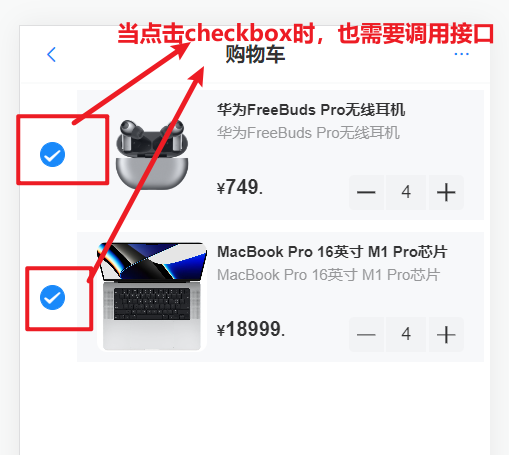 当点击checkbox时，也需要调用接口
购物车
华为FreeBuds Pro无线耳机
华为FreeBuds Pro无线耳机
¥749.
4
MacBook Pro 16英寸 M1 Pro芯片
MacBook Pro 16英寸 M1 Pro芯片
¥18999.
4